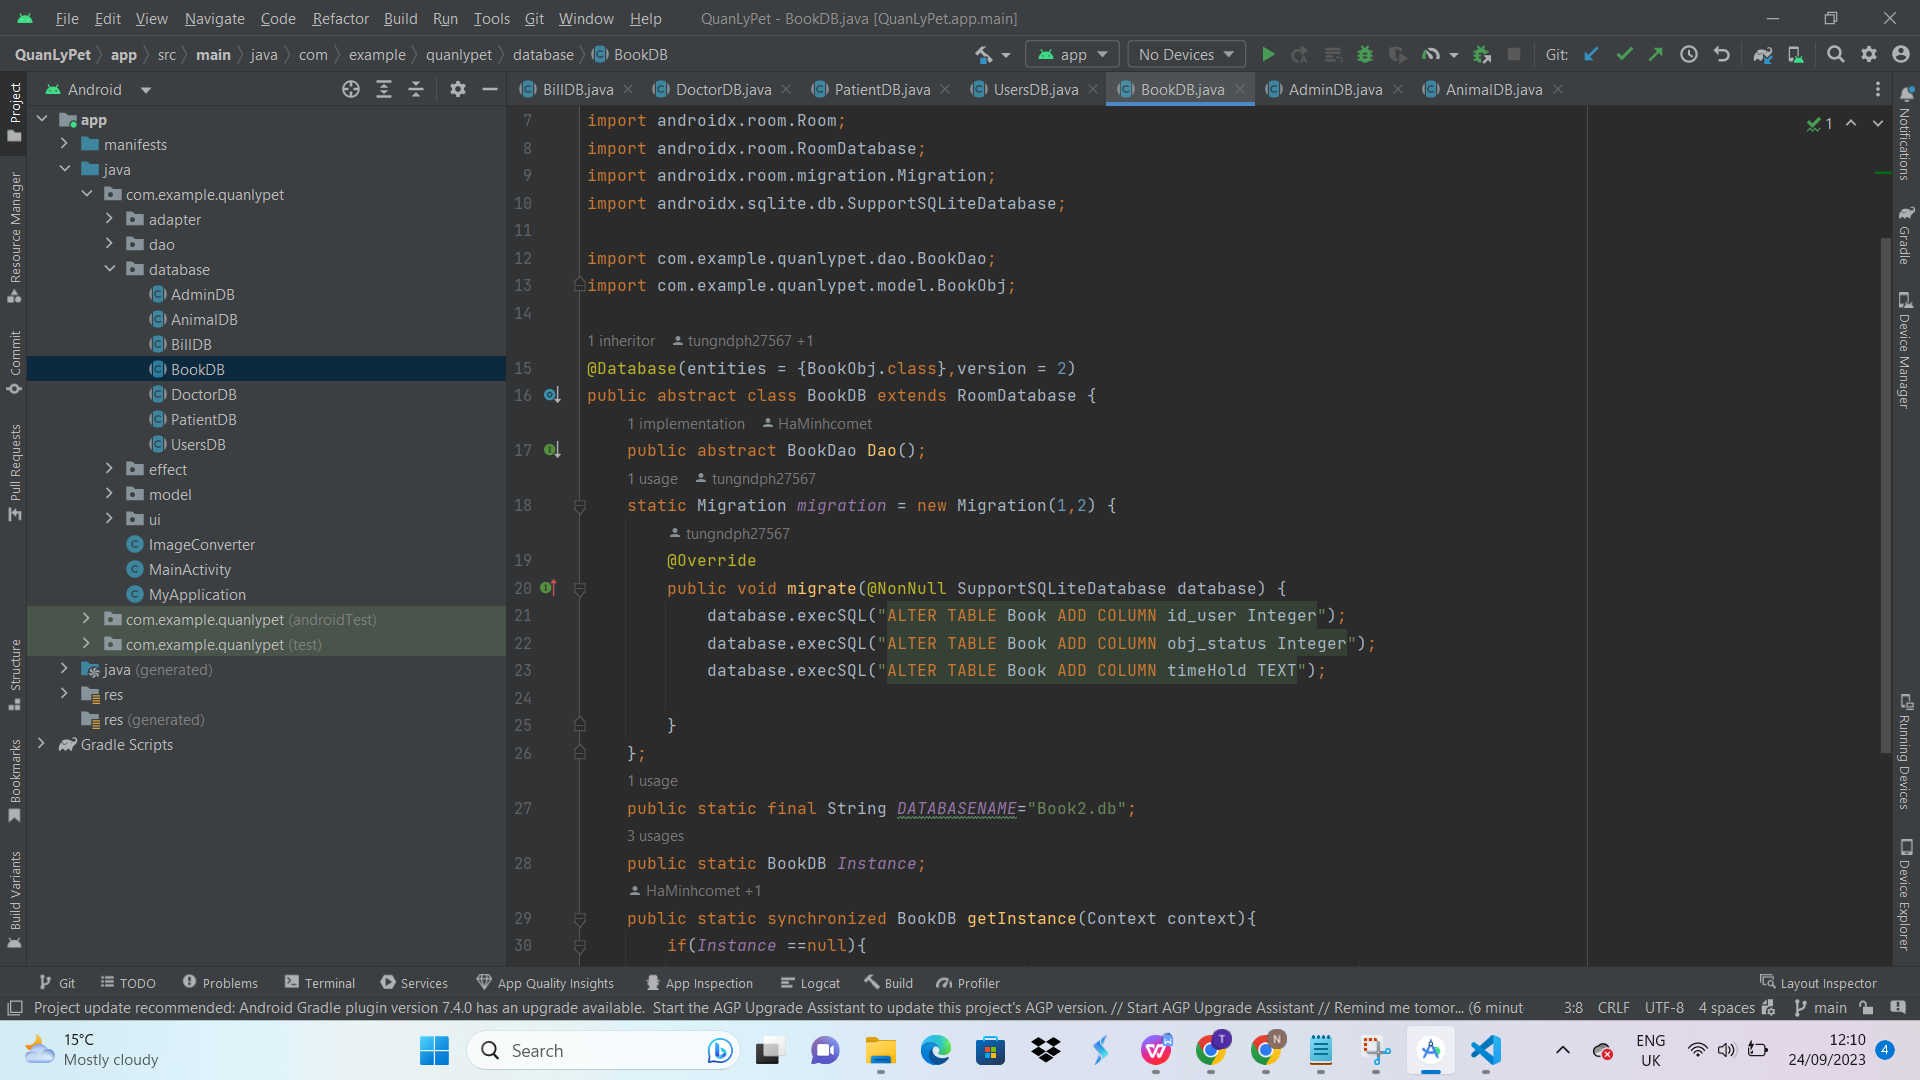 File Edit View Navigate Code Refactor Build Run Tools Git Window Help QuanLyPet - BookDB.java [QuanLyPet.app.main]
QuanLyPet app src main java com example quanlypet database BookDB app No Devices Git:
Android BillDB.java DoctorDB.java PatientDB.java UsersDB.java BookDB.java AdminDB.java AnimalDB.java
Project
Resource Manager
Commit
Pull Requests
Structure
Bookmarks
Build Variants
app
manifests
java
com.example.quanlypet
adapter
dao
database
AdminDB
AnimalDB
BillDB
BookDB
DoctorDB
PatientDB
UsersDB
effect
model
ui
ImageConverter
MainActivity
MyApplication
com.example.quanlypet (androidTest)
com.example.quanlypet (test)
java (generated)
res
res (generated)
Gradle Scripts
1
7 import androidx.room.Room;
8 import androidx.room.RoomDatabase;
9 import androidx.room.migration.Migration;
10 import androidx.sqlite.db.SupportSQLiteDatabase;
11
12 import com.example.quanlypet.dao.BookDao;
13 import com.example.quanlypet.model.BookObj;
14
1 inheritor tungndph27567 +1
15 @Database(entities = {BookObj.class},version = 2)
16 public abstract class BookDB extends RoomDatabase {
1 implementation HaMinhcomet
17 public abstract BookDao Dao();
1 usage tungndph27567
18 static Migration migration = new Migration(1,2) {
tungndph27567
19 @Override
20 public void migrate(@NonNull SupportSQLiteDatabase database) {
21 database.execSQL("ALTER TABLE Book ADD COLUMN id_user Integer");
22 database.execSQL("ALTER TABLE Book ADD COLUMN obj_status Integer");
23 database.execSQL("ALTER TABLE Book ADD COLUMN timeHold TEXT");
24
25 }
26 };
1 usage
27 public static final String DATABASENAME="Book2.db";
3 usages
28 public static BookDB Instance;
HaMinhcomet +1
29 public static synchronized BookDB getInstance(Context context){
30 if(Instance ==null){
Notifications
Gradle
Device Manager
Running Devices
Device Explorer
Git TODO Problems Terminal Services App Quality Insights App Inspection Logcat Build Profiler Layout Inspector
Project update recommended: Android Gradle plugin version 7.4.0 has an upgrade available. Start the AGP Upgrade Assistant to update this project's AGP version. // Start AGP Upgrade Assistant // Remind me tomor... (6 minut 3:8 CRLF UTF-8 4 spaces main
15°C
Mostly cloudy
Search
ENG
UK
12:10
24/09/2023
4